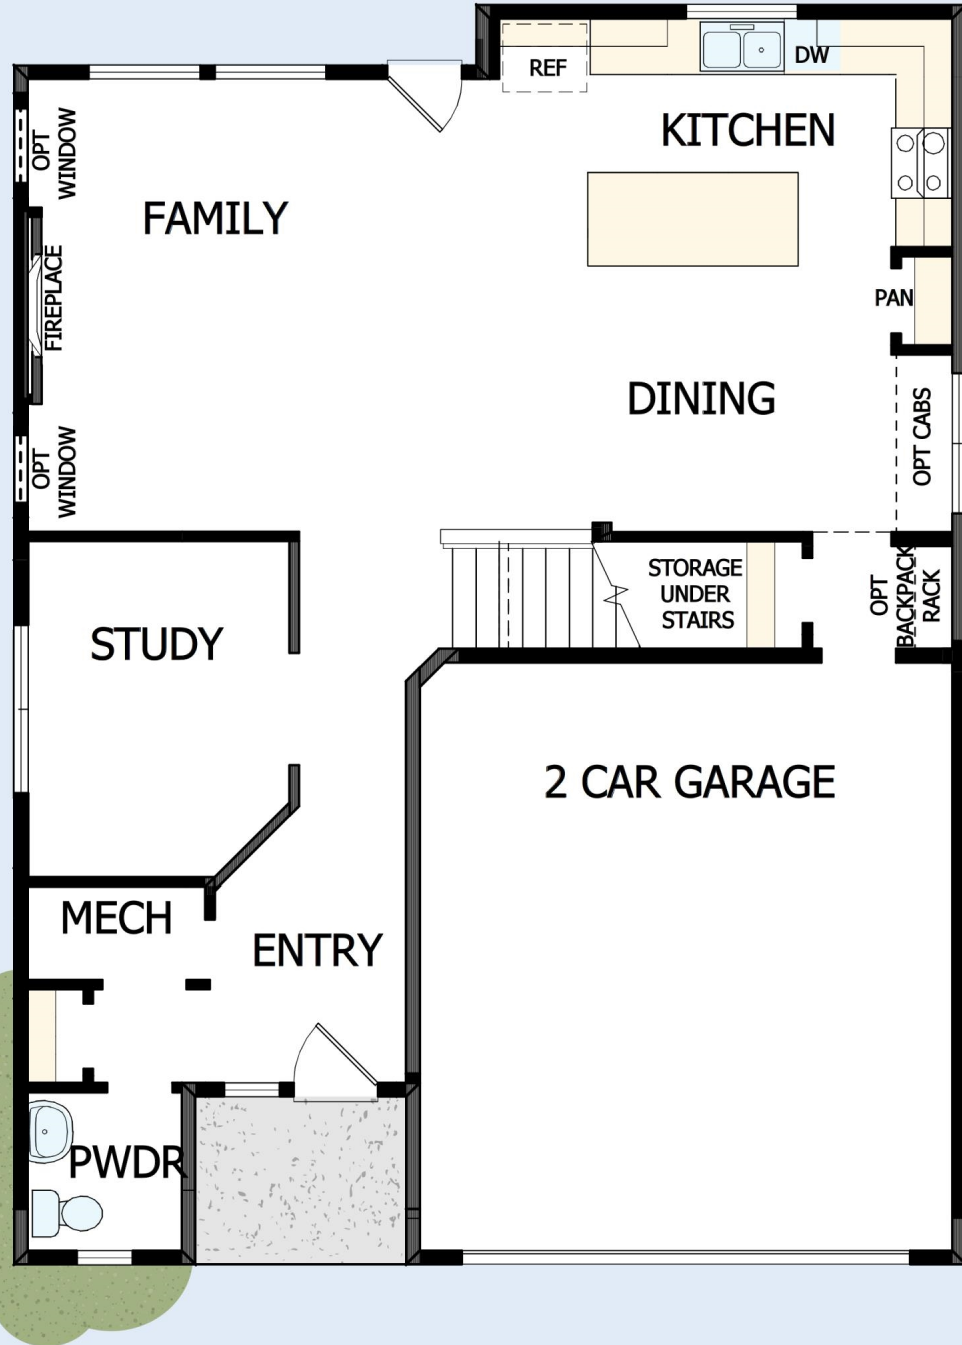 REF
DW
KITCHEN
OPT
WINDOW
FAMILY
FIREPLACE
PAN
DINING
OPT CABS
OPT
WINDOW
STORAGE
UNDER
STAIRS
OPT
BACKPACK
RACK
STUDY
2 CAR GARAGE
MECH
ENTRY
PWDR